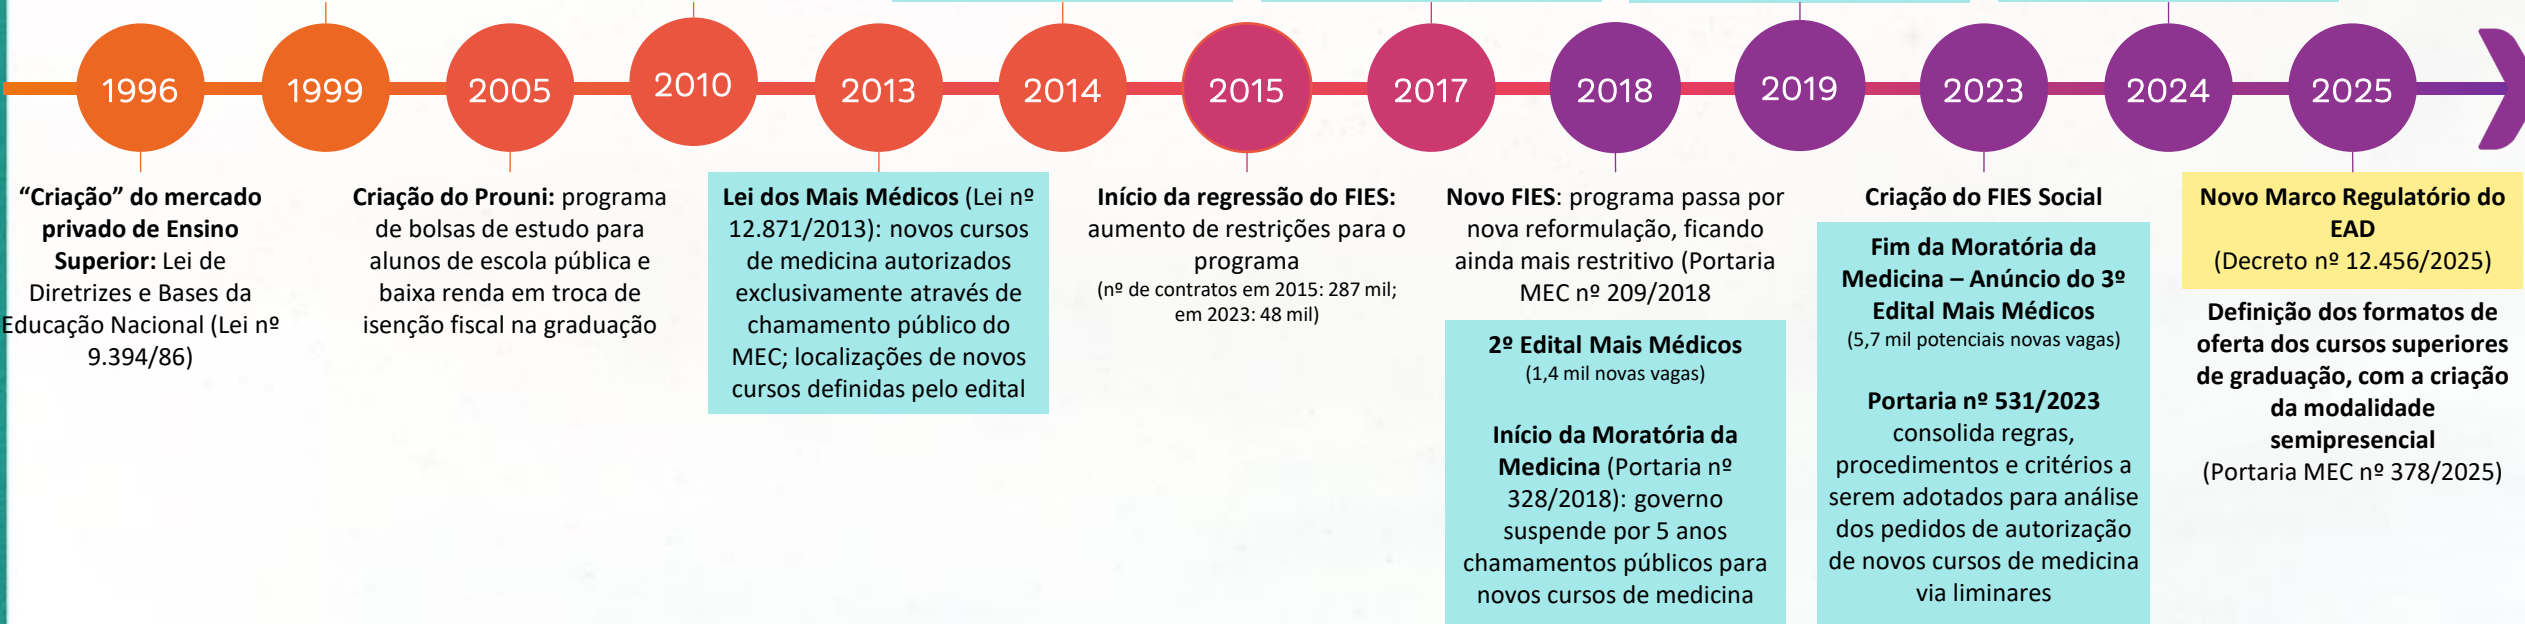 1996
1999
2005
2010
2013
2014
2015
2017
2018
2019
2023
2024
2025
“Criação” do mercado
privado de Ensino
Superior: Lei de
Diretrizes e Bases da
Educação Nacional (Lei nº
9.394/86)
Criação do Prouni: programa
de bolsas de estudo para
alunos de escola pública e
baixa renda em troca de
isenção fiscal na graduação
Lei dos Mais Médicos (Lei nº
12.871/2013): novos cursos
de medicina autorizados
exclusivamente através de
chamamento público do
MEC; localizações de novos
cursos definidas pelo edital
Início da regressão do FIES:
aumento de restrições para o
programa
(nº de contratos em 2015: 287 mil;
em 2023: 48 mil)
Novo FIES: programa passa por
nova reformulação, ficando
ainda mais restritivo (Portaria
MEC nº 209/2018
2º Edital Mais Médicos
(1,4 mil novas vagas)
Início da Moratória da
Medicina (Portaria nº
328/2018): governo
suspende por 5 anos
chamamentos públicos para
novos cursos de medicina
Criação do FIES Social
Fim da Moratória da
Medicina – Anúncio do 3º
Edital Mais Médicos
(5,7 mil potenciais novas vagas)
Portaria nº 531/2023
consolida regras,
procedimentos e critérios a
serem adotados para análise
dos pedidos de autorização
de novos cursos de medicina
via liminares
Novo Marco Regulatório do
EAD
(Decreto nº 12.456/2025)
Definição dos formatos de
oferta dos cursos superiores
de graduação, com a criação
da modalidade
semipresencial
(Portaria MEC nº 378/2025)